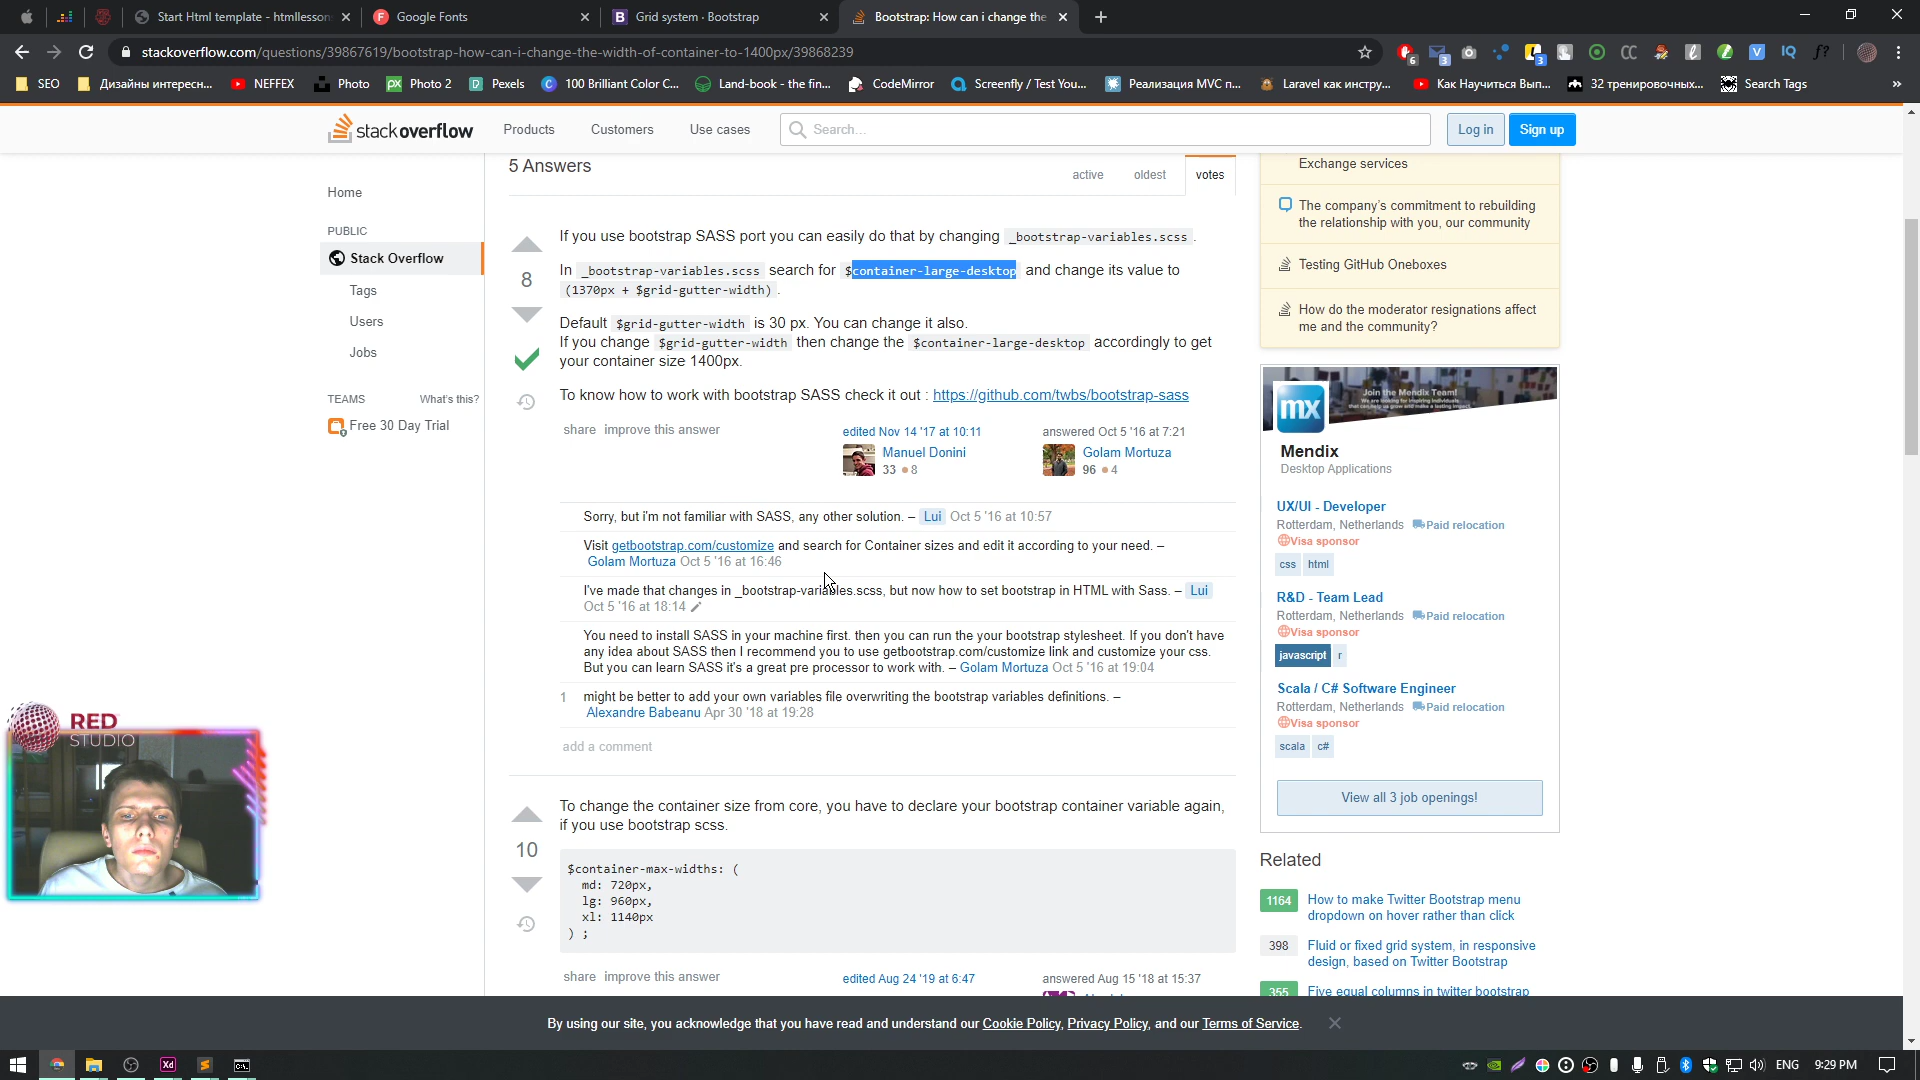 Start Html template - htmllesson
Google Fonts
Grid system · Bootstrap
Bootstrap: How can i change the
stackoverflow.com/questions/39867619/bootstrap-how-can-i-change-the-width-of-container-to-1400px/39868239
SEO
Дизайны интересн...
NEFFEX
Photo
Photo 2
Pexels
100 Brilliant Color C...
Land-book - the fin...
CodeMirror
Screenfly / Test You...
Реализация MVC п...
Laravel как инстру...
Как Научиться Вып...
32 тренировочных...
Search Tags
stackoverflow
Products
Customers
Use cases
Search...
Log in
Sign up
Home
PUBLIC
Stack Overflow
Tags
Users
Jobs
TEAMS
What's this?
Free 30 Day Trial
5 Answers
active
oldest
votes
8
If you use bootstrap SASS port you can easily do that by changing _bootstrap-variables.scss .
In _bootstrap-variables.scss search for $container-large-desktop and change its value to
(1370px + $grid-gutter-width) .
Default $grid-gutter-width is 30 px. You can change it also.
If you change $grid-gutter-width then change the $container-large-desktop accordingly to get
your container size 1400px.
To know how to work with bootstrap SASS check it out : https://github.com/twbs/bootstrap-sass
share improve this answer
edited Nov 14 '17 at 10:11
Manuel Donini
33 8
answered Oct 5 '16 at 7:21
Golam Mortuza
96 4
Sorry, but i'm not familiar with SASS, any other solution. – Lui Oct 5 '16 at 10:57
Visit getbootstrap.com/customize and search for Container sizes and edit it according to your need. –
Golam Mortuza Oct 5 '16 at 16:46
I've made that changes in _bootstrap-variables.scss, but now how to set bootstrap in HTML with Sass. – Lui
Oct 5 '16 at 18:14
You need to install SASS in your machine first. then you can run the your bootstrap stylesheet. If you don't have
any idea about SASS then I recommend you to use getbootstrap.com/customize link and customize your css.
But you can learn SASS it's a great pre processor to work with. – Golam Mortuza Oct 5 '16 at 19:04
1 might be better to add your own variables file overwriting the bootstrap variables definitions. –
Alexandre Babeanu Apr 30 '18 at 19:28
add a comment
10
To change the container size from core, you have to declare your bootstrap container variable again,
if you use bootstrap scss.
$container-max-widths: (
md: 720px,
lg: 960px,
xl: 1140px
) ;
share improve this answer
edited Aug 24 '19 at 6:47
answered Aug 15 '18 at 15:37
Exchange services
The company's commitment to rebuilding
the relationship with you, our community
Testing GitHub Oneboxes
How do the moderator resignations affect
me and the community?
mx
Join the Mendix Team!
Mendix
Desktop Applications
UX/UI - Developer
Rotterdam, Netherlands Paid relocation
Visa sponsor
css html
R&D - Team Lead
Rotterdam, Netherlands Paid relocation
Visa sponsor
javascript r
Scala / C# Software Engineer
Rotterdam, Netherlands Paid relocation
Visa sponsor
scala c#
View all 3 job openings!
Related
1164 How to make Twitter Bootstrap menu
dropdown on hover rather than click
398 Fluid or fixed grid system, in responsive
design, based on Twitter Bootstrap
355 Five equal columns in twitter bootstrap
RED
STUDIO
By using our site, you acknowledge that you have read and understand our Cookie Policy, Privacy Policy, and our Terms of Service.
ENG
9:29 PM